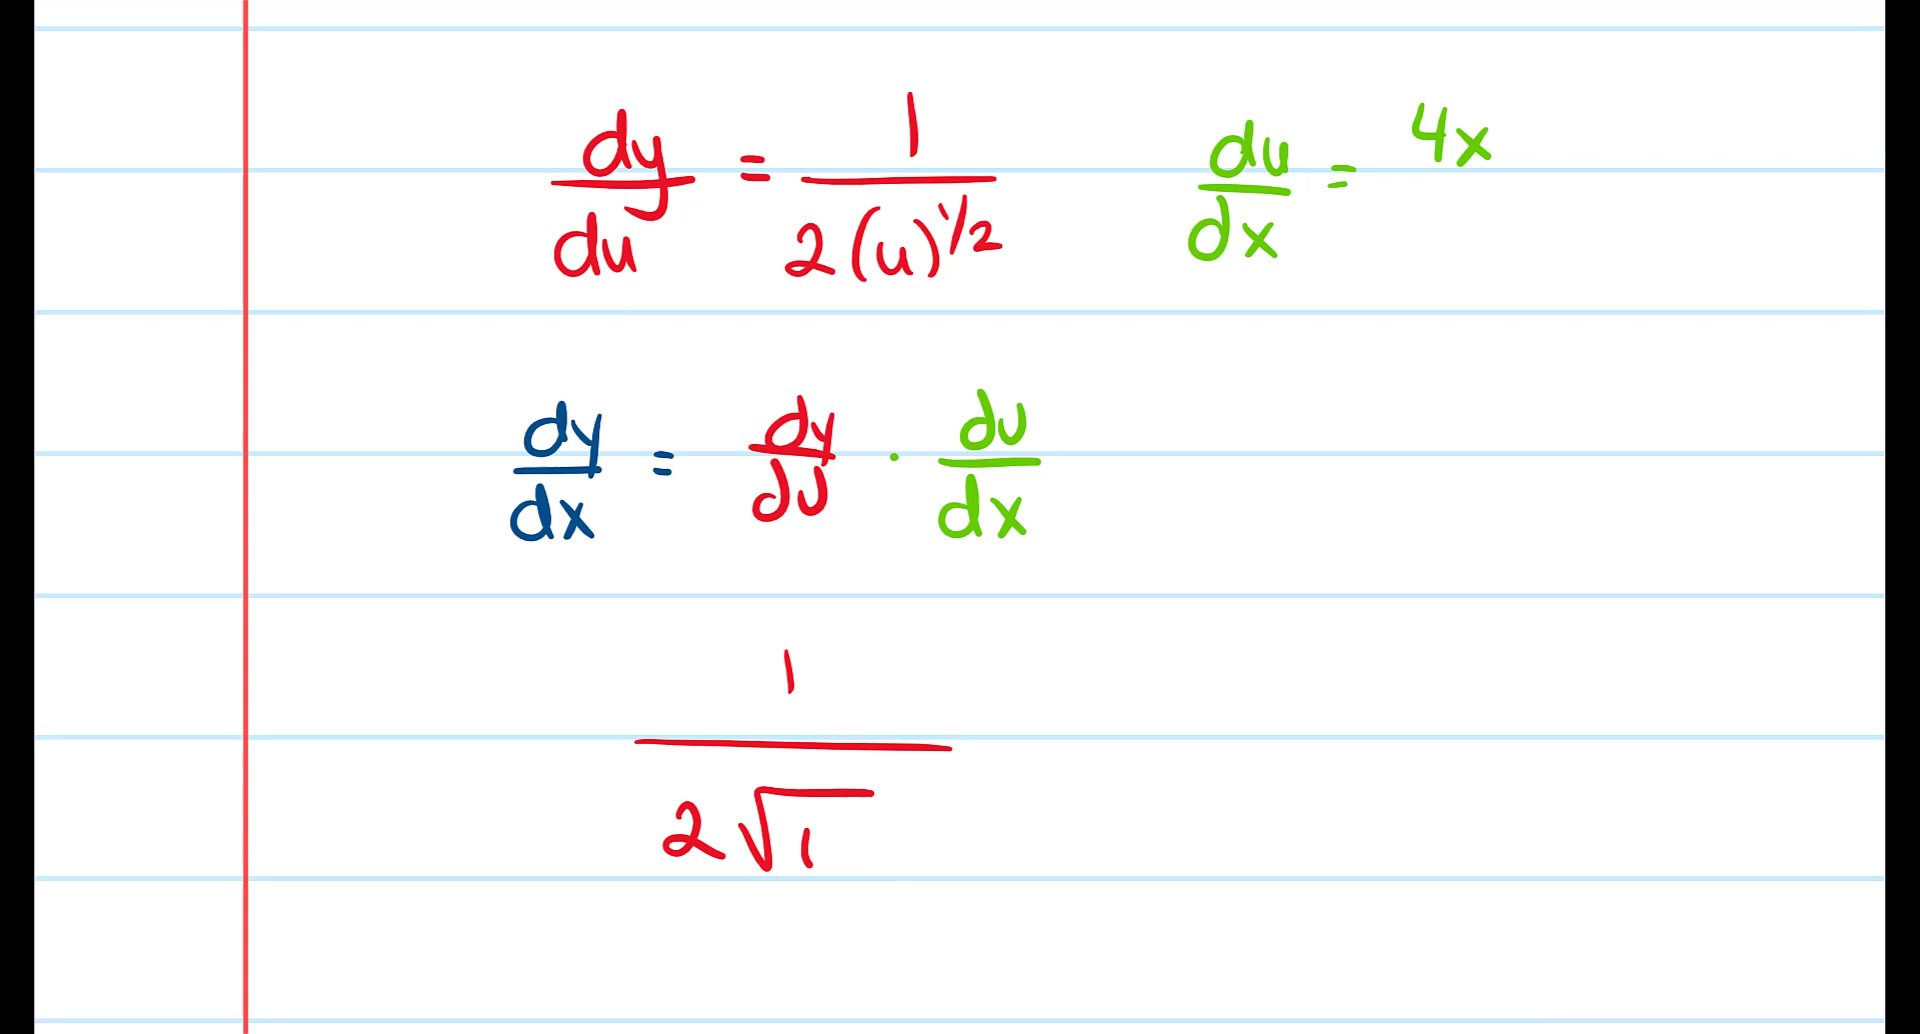 dy/du = 1/2(u)^1/2 du/dx = 4x
dy/dx = dy/du · du/dx
1/2√1